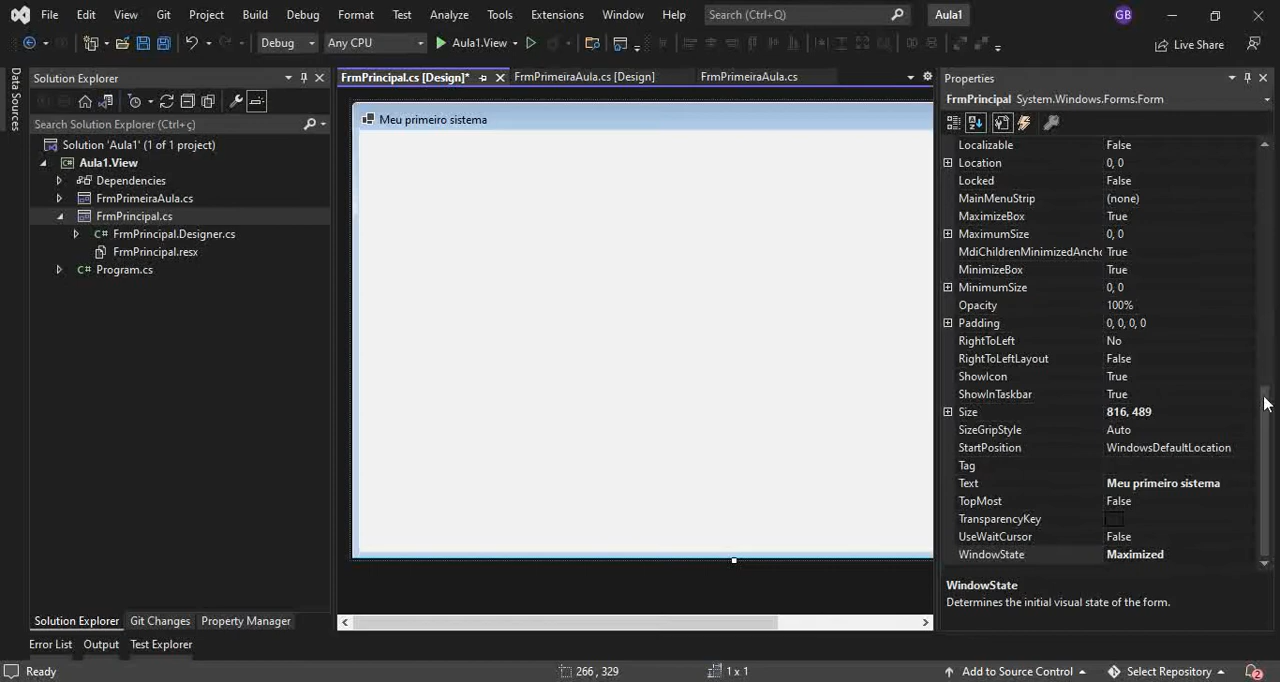 File Edit View Git Project Build Debug Format Test Analyze Tools Extensions Window Help Search (Ctrl+Q) Aula1 GB
Debug Any CPU Aula1.View Live Share
Data Sources
Solution Explorer
Search Solution Explorer (Ctrl+ç)
Solution 'Aula1' (1 of 1 project)
Aula1.View
Dependencies
FrmPrimeiraAula.cs
FrmPrincipal.cs
C# FrmPrincipal.Designer.cs
FrmPrincipal.resx
C# Program.cs
Solution Explorer Git Changes Property Manager
FrmPrincipal.cs [Design]* FrmPrimeiraAula.cs [Design] FrmPrimeiraAula.cs
Meu primeiro sistema
Properties
FrmPrincipal System.Windows.Forms.Form
Localizable False
Location 0, 0
Locked False
MainMenuStrip (none)
MaximizeBox True
MaximumSize 0, 0
MdiChildrenMinimizedAncho True
MinimizeBox True
MinimumSize 0, 0
Opacity 100%
Padding 0, 0, 0, 0
RightToLeft No
RightToLeftLayout False
ShowIcon True
ShowInTaskbar True
Size 816, 489
SizeGripStyle Auto
StartPosition WindowsDefaultLocation
Tag
Text Meu primeiro sistema
TopMost False
TransparencyKey
UseWaitCursor False
WindowState Maximized
WindowState
Determines the initial visual state of the form.
Error List Output Test Explorer
Ready 266, 329 1 x 1 Add to Source Control Select Repository 2